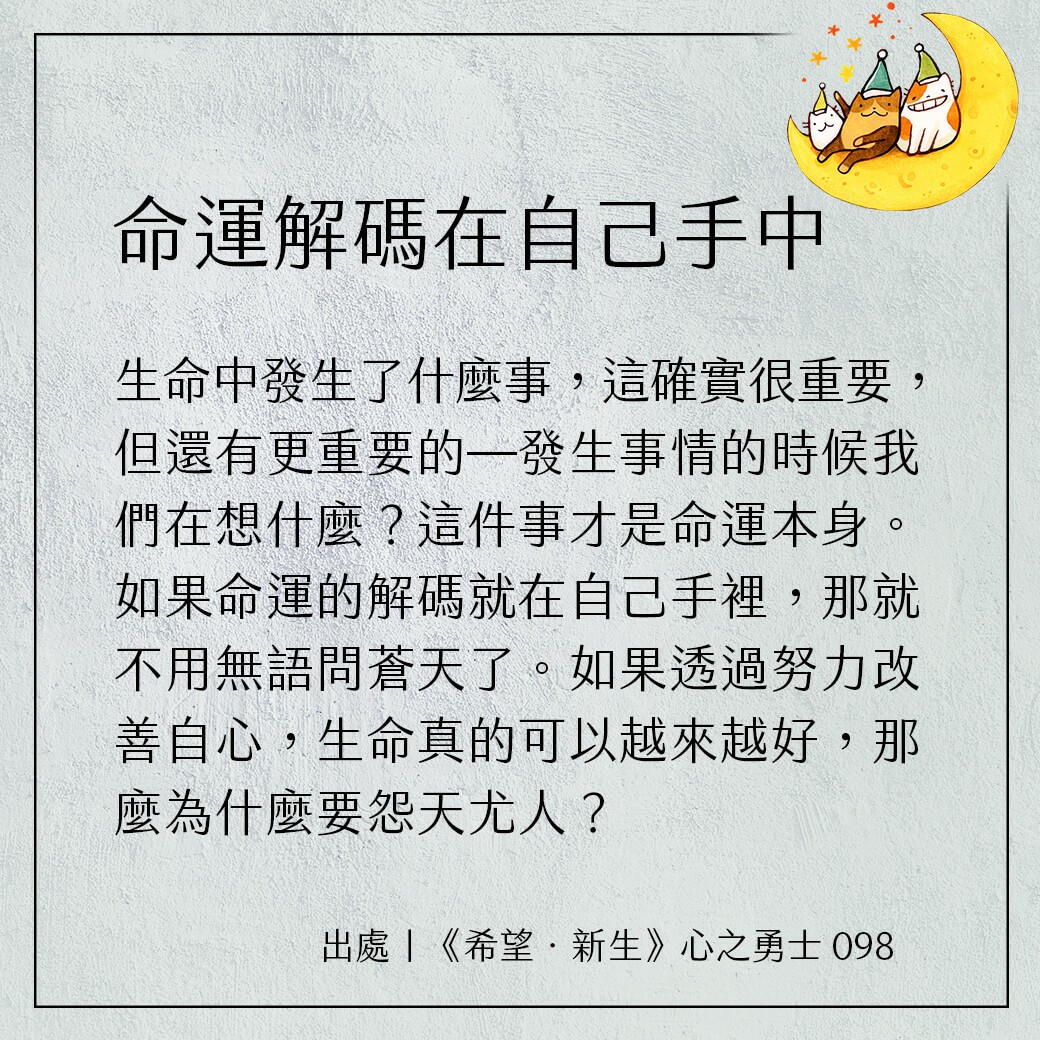 命運解碼在自己手中
生命中發生了什麼事，這確實很重要，
但還有更重要的—發生事情的時候我
們在想什麼？這件事才是命運本身。
如果命運的解碼就在自己手裡，那就
不用無語問蒼天了。如果透過努力改
善自心，生命真的可以越來越好，那
麼為什麼要怨天尤人？
出處丨《希望．新生》心之勇士 098